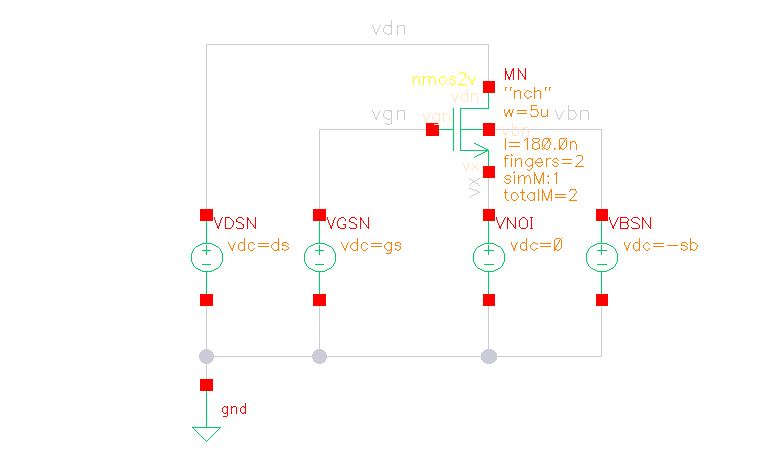 vdn
nmos2v
MN
vdn
"nch"
w=5u
vgn
vgn
vbn
vbn
l=180.0n
fingers=2
simM:1
totalM=2
vx
vx
VDSN
vdc=ds
VGSN
vdc=gs
VNOI
vdc=0
VBSN
vdc=-sb
gnd